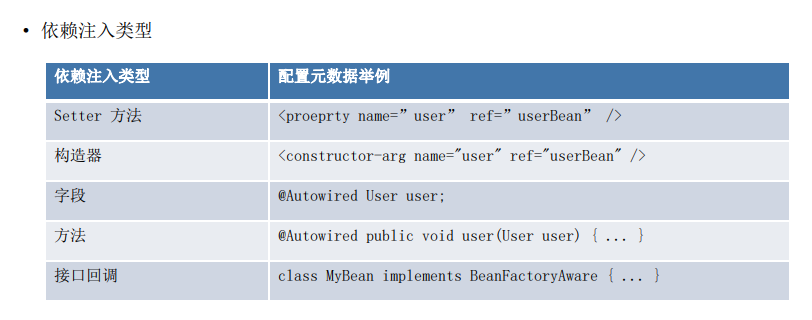 • 依赖注入类型
依赖注入类型 配置元数据举例
Setter 方法 <proeprty name=”user” ref=”userBean” />
构造器 <constructor-arg name="user" ref="userBean" />
字段 @Autowired User user;
方法 @Autowired public void user(User user) { ... }
接口回调 class MyBean implements BeanFactoryAware { ... }